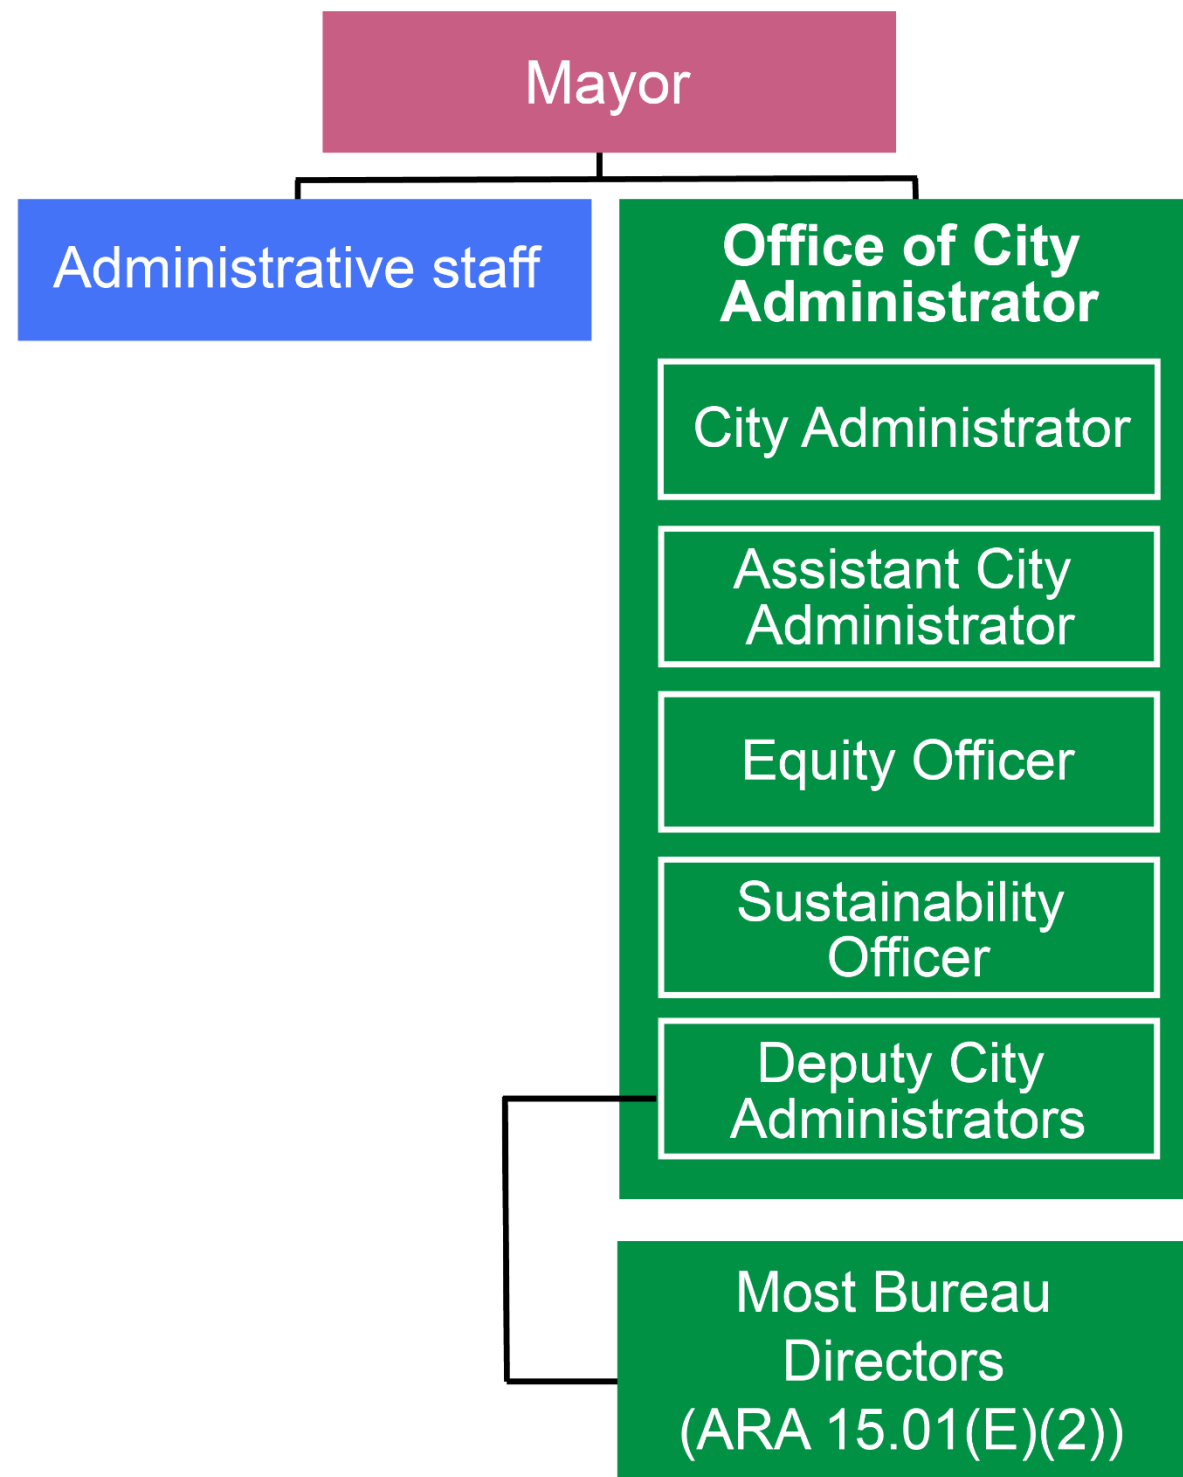 Mayor
Administrative staff
Office of City
Administrator
City Administrator
Assistant City
Administrator
Equity Officer
Sustainability
Officer
Deputy City
Administrators
Most Bureau
Directors
(ARA 15.01(E)(2))